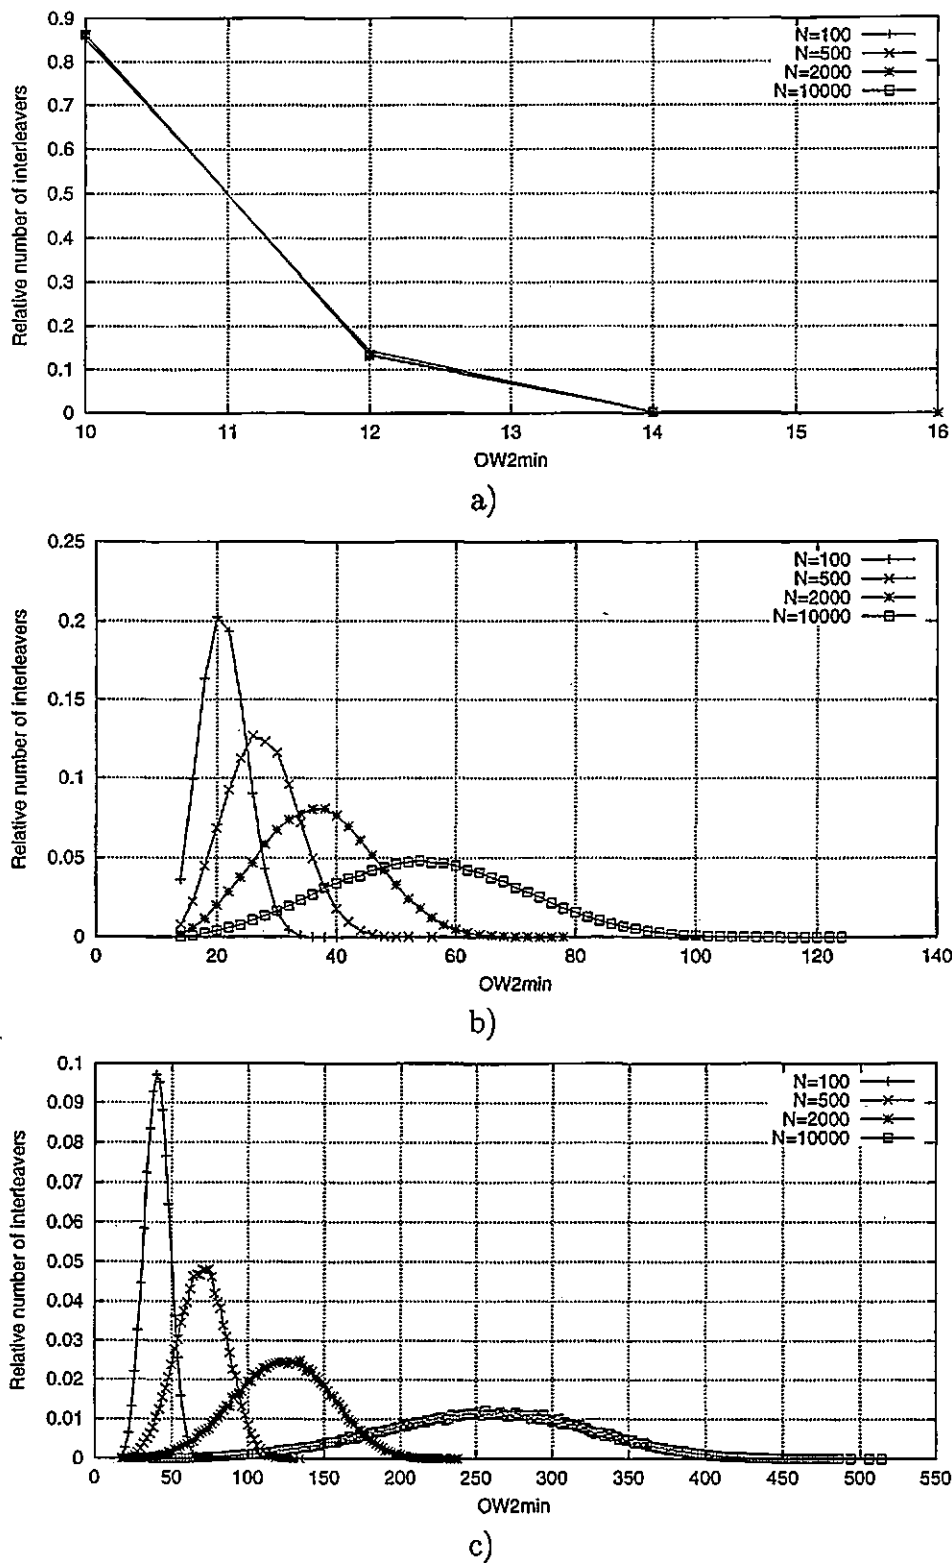 0.9
0.8
0.7
0.6
0.5
0.4
0.3
0.2
0.1
0
Relative number of interleavers
N=100
N=500
N=2000
N=10000
10 11 12 13 14 15 16
OW2min
a)
0.25
0.2
0.15
0.1
0.05
0
Relative number of interleavers
N=100
N=500
N=2000
N=10000
0 20 40 60 80 100 120 140
OW2min
b)
0.1
0.09
0.08
0.07
0.06
0.05
0.04
0.03
0.02
0.01
0
Relative number of interleavers
N=100
N=500
N=2000
N=10000
0 50 100 150 200 250 300 350 400 450 500 550
OW2min
c)